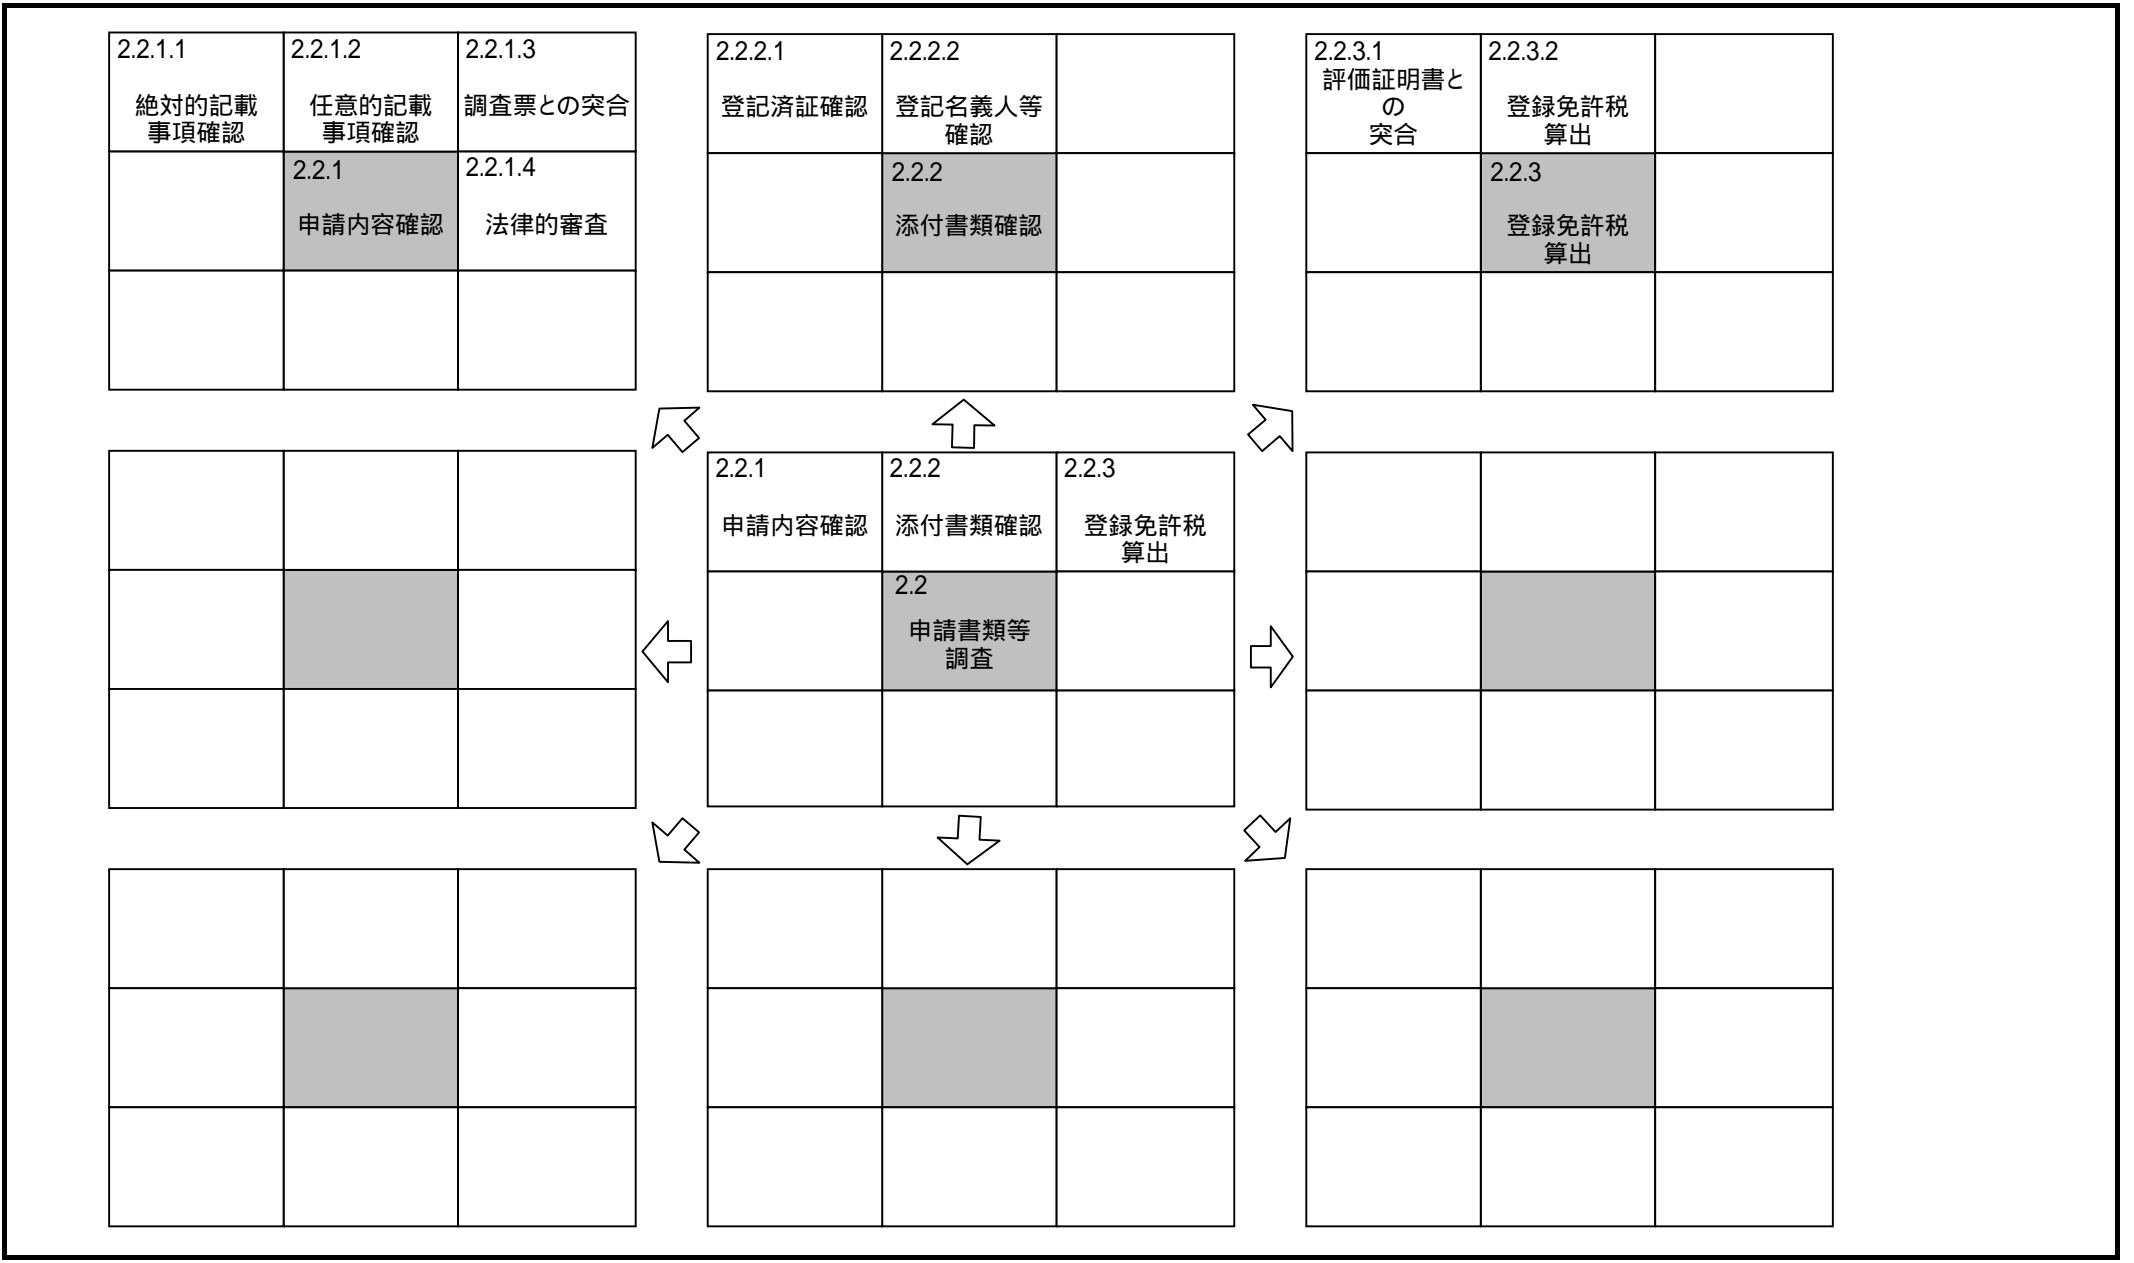 2.2.1.1
絶対的記載
事項確認
2.2.1.2
任意的記載
事項確認
2.2.1.3
調査票との突合
2.2.1
申請内容確認
2.2.1.4
法律的審査
2.2.2.1
登記済証確認
2.2.2.2
登記名義人等
確認
2.2.2
添付書類確認
2.2.3.1
評価証明書と
の
突合
2.2.3.2
登録免許税
算出
2.2.3
登録免許税
算出
2.2.1
申請内容確認
2.2.2
添付書類確認
2.2.3
登録免許税
算出
2.2
申請書類等
調査